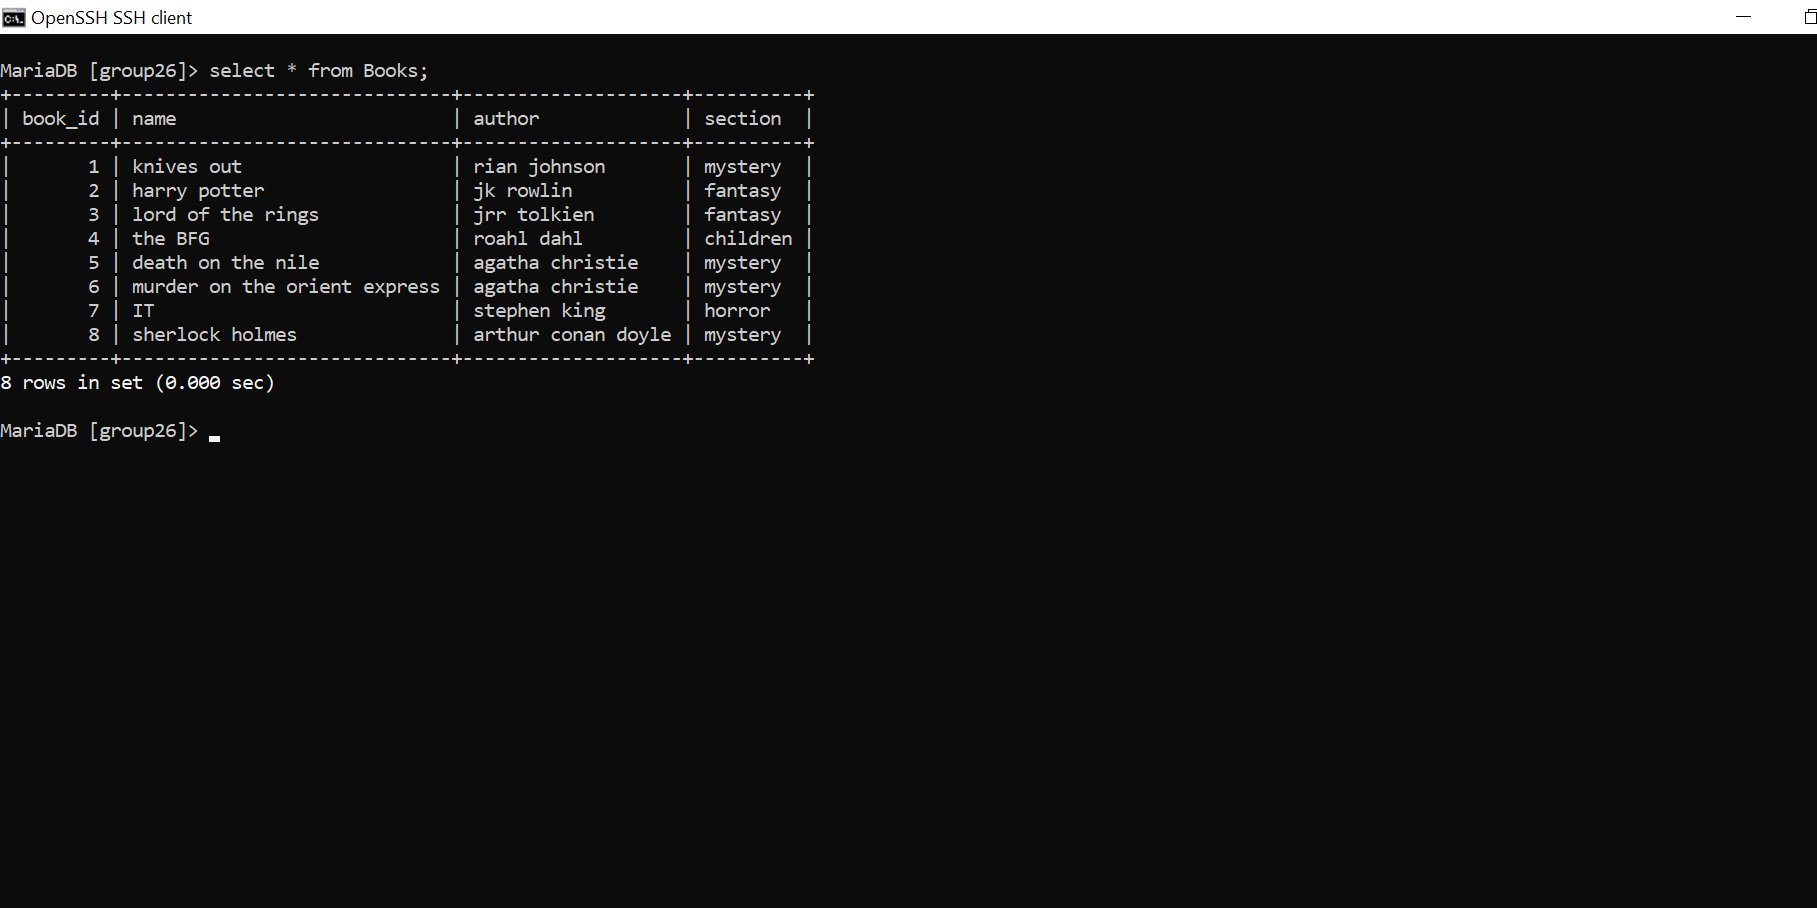 OpenSSH SSH client
MariaDB [group26]> select * from Books;
+---------+------------------------------+--------------------+----------+
| book_id | name                         | author             | section  |
+---------+------------------------------+--------------------+----------+
|       1 | knives out                   | rian johnson       | mystery  |
|       2 | harry potter                 | jk rowlin          | fantasy  |
|       3 | lord of the rings            | jrr tolkien        | fantasy  |
|       4 | the BFG                      | roahl dahl         | children |
|       5 | death on the nile            | agatha christie    | mystery  |
|       6 | murder on the orient express | agatha christie    | mystery  |
|       7 | IT                           | stephen king       | horror   |
|       8 | sherlock holmes              | arthur conan doyle | mystery  |
+---------+------------------------------+--------------------+----------+
8 rows in set (0.000 sec)
MariaDB [group26]>